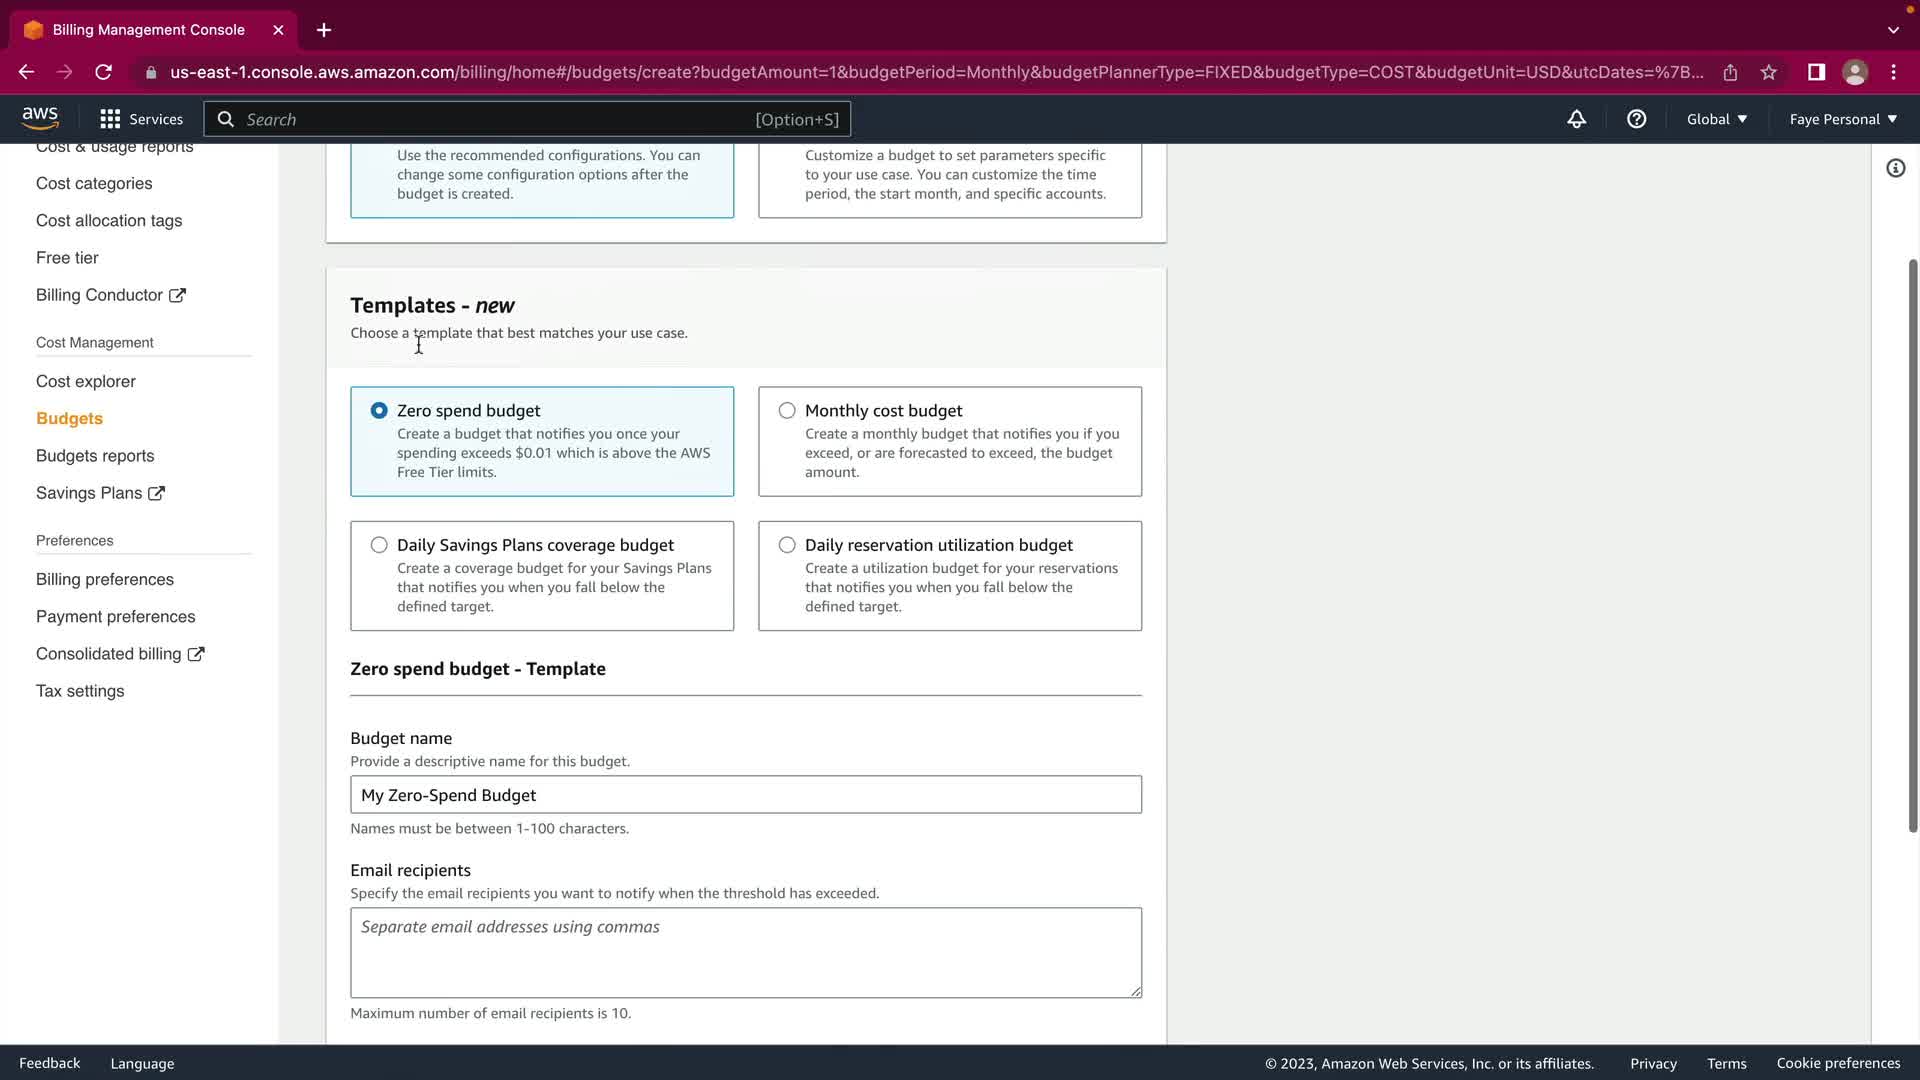 Billing Management Console
us-east-1.console.aws.amazon.com/billing/home#/budgets/create?budgetAmount=1&budgetPeriod=Monthly&budgetPlannerType=FIXED&budgetType=COST&budgetUnit=USD&utcDates=%7B...
aws
Services
Search
[Option+S]
Global
Faye Personal
Cost & usage reports
Cost categories
Cost allocation tags
Free tier
Billing Conductor
Cost Management
Cost explorer
Budgets
Budgets reports
Savings Plans
Preferences
Billing preferences
Payment preferences
Consolidated billing
Tax settings
Use the recommended configurations. You can
change some configuration options after the
budget is created.
Customize a budget to set parameters specific
to your use case. You can customize the time
period, the start month, and specific accounts.
Templates - new
Choose a template that best matches your use case.
Zero spend budget
Create a budget that notifies you once your
spending exceeds $0.01 which is above the AWS
Free Tier limits.
Monthly cost budget
Create a monthly budget that notifies you if you
exceed, or are forecasted to exceed, the budget
amount.
Daily Savings Plans coverage budget
Create a coverage budget for your Savings Plans
that notifies you when you fall below the
defined target.
Daily reservation utilization budget
Create a utilization budget for your reservations
that notifies you when you fall below the
defined target.
Zero spend budget - Template
Budget name
Provide a descriptive name for this budget.
My Zero-Spend Budget
Names must be between 1-100 characters.
Email recipients
Specify the email recipients you want to notify when the threshold has exceeded.
Separate email addresses using commas
Maximum number of email recipients is 10.
Feedback
Language
© 2023, Amazon Web Services, Inc. or its affiliates.
Privacy
Terms
Cookie preferences